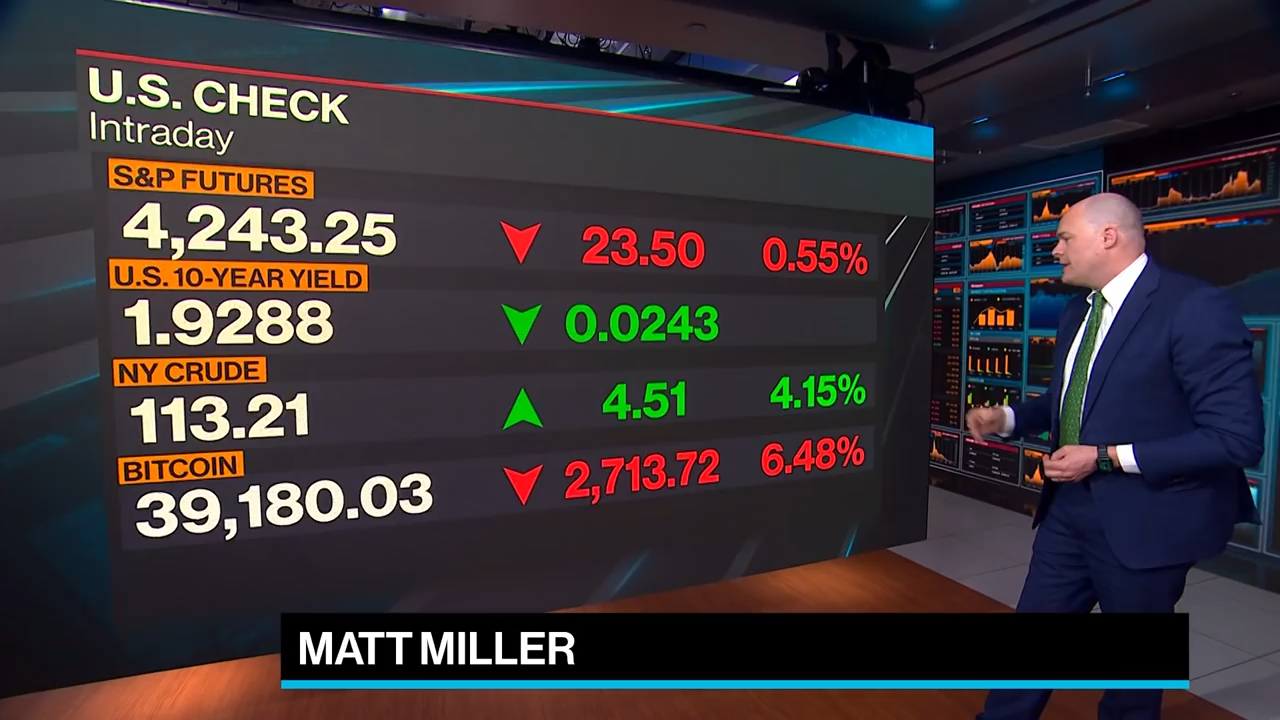 U.S. CHECK
Intraday
S&P FUTURES
4,243.25 23.50 0.55%
U.S. 10-YEAR YIELD
1.9288 0.0243
NY CRUDE
113.21 4.51 4.15%
BITCOIN
39,180.03 2,713.72 6.48%
MATT MILLER